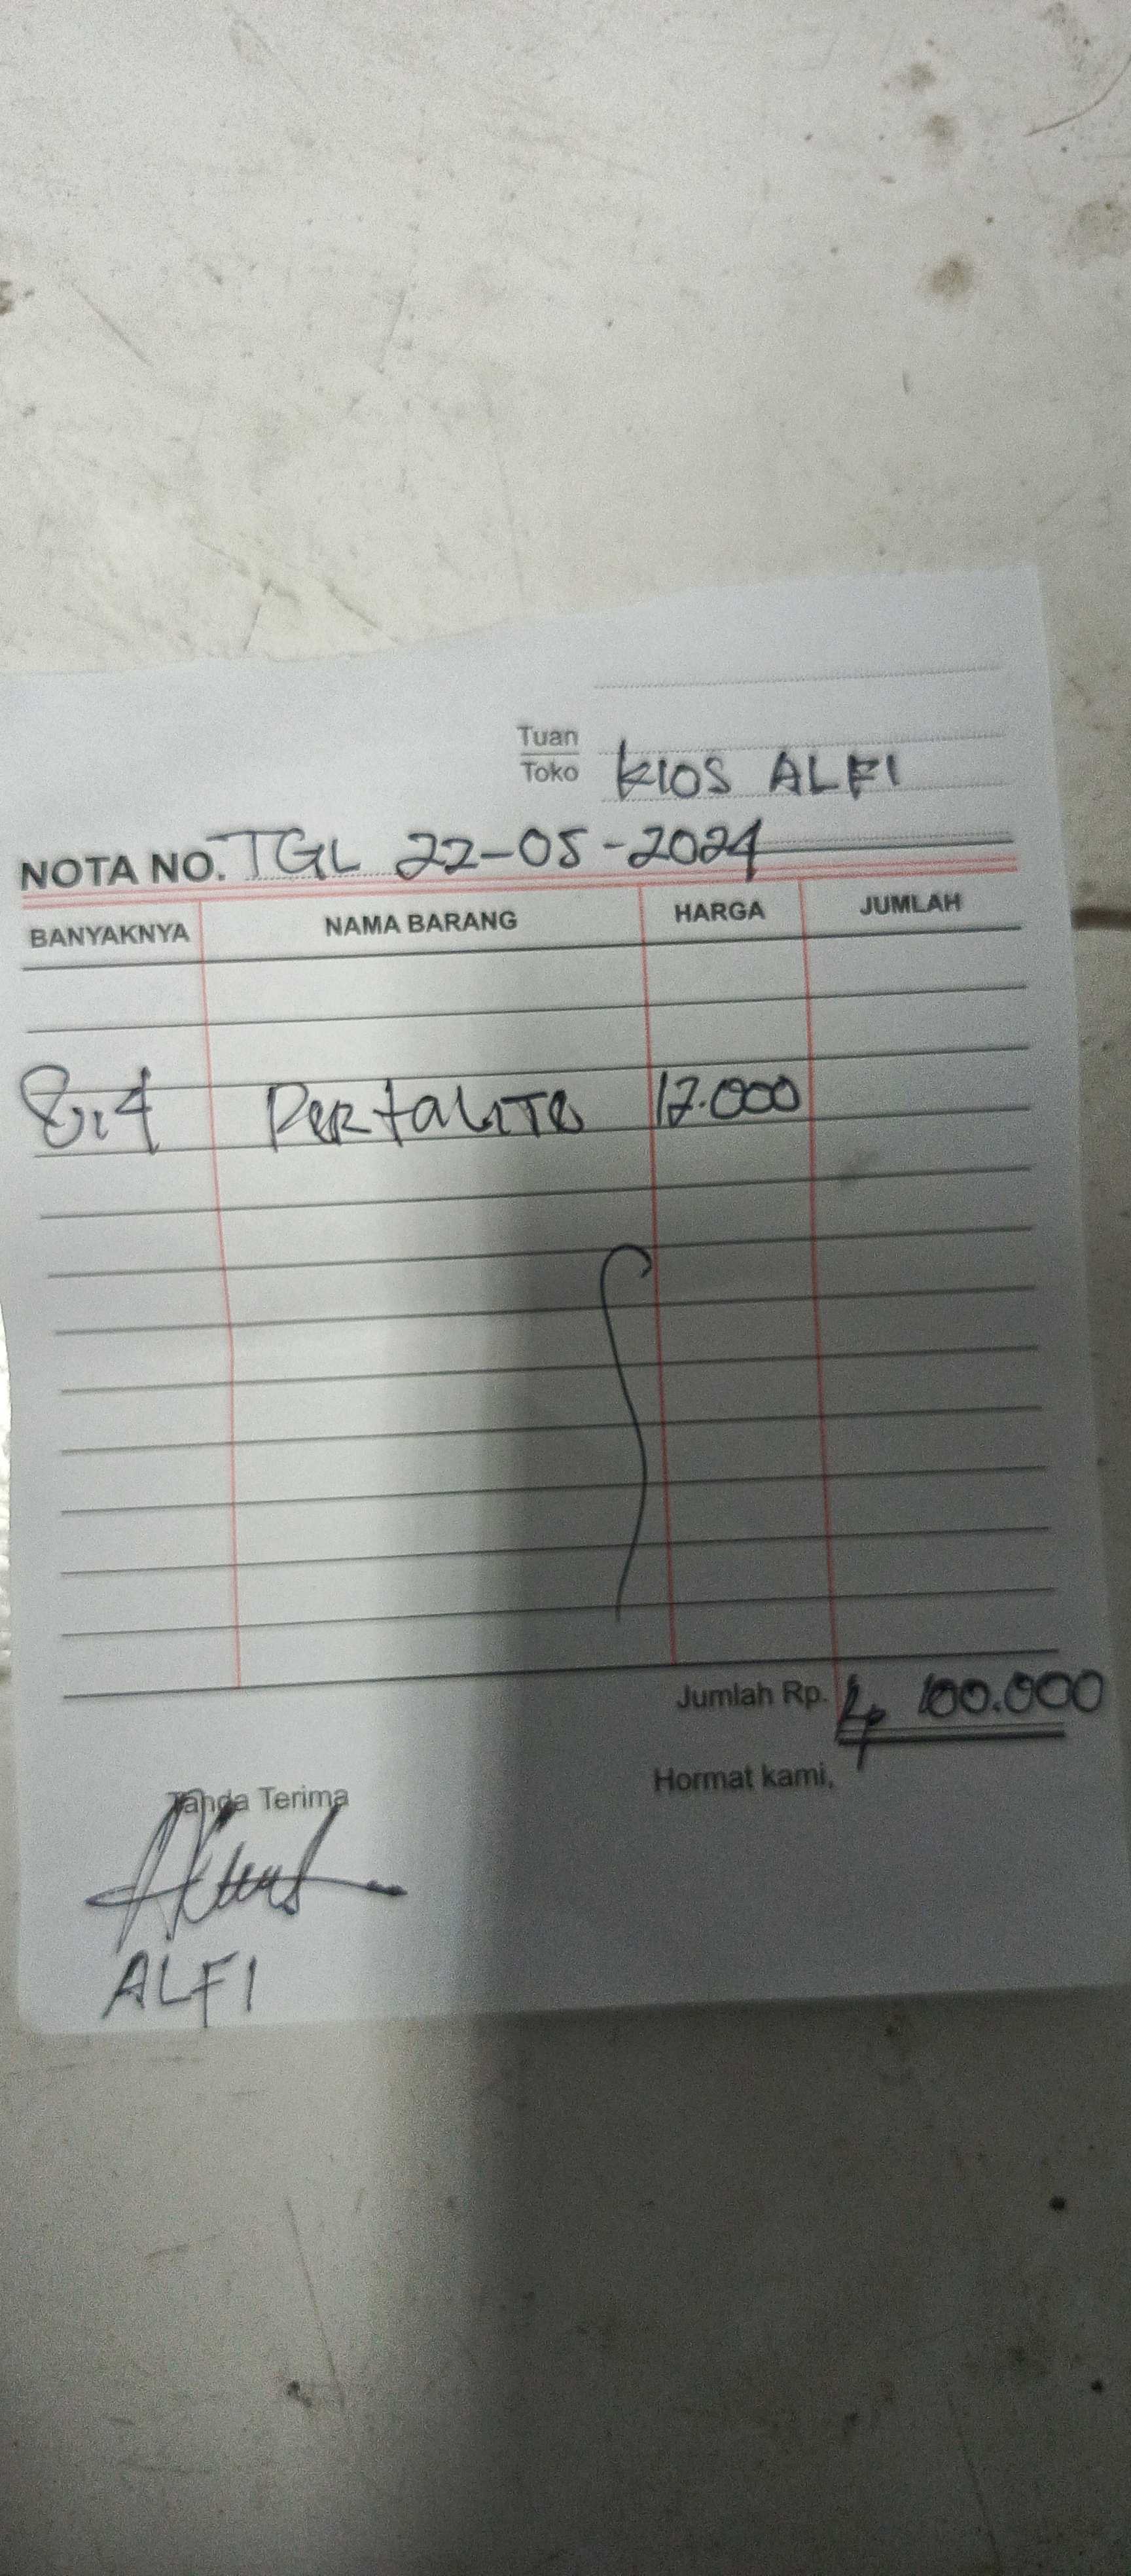 Tuan
Toko KIOS ALFI
NOTA NO. TGL 22-05-2024
BANYAKNYA NAMA BARANG HARGA JUMLAH
8,4 Pertalite 12.000
Jumlah Rp. Rp 100.000
Tanda Terima Hormat kami,
ALFI